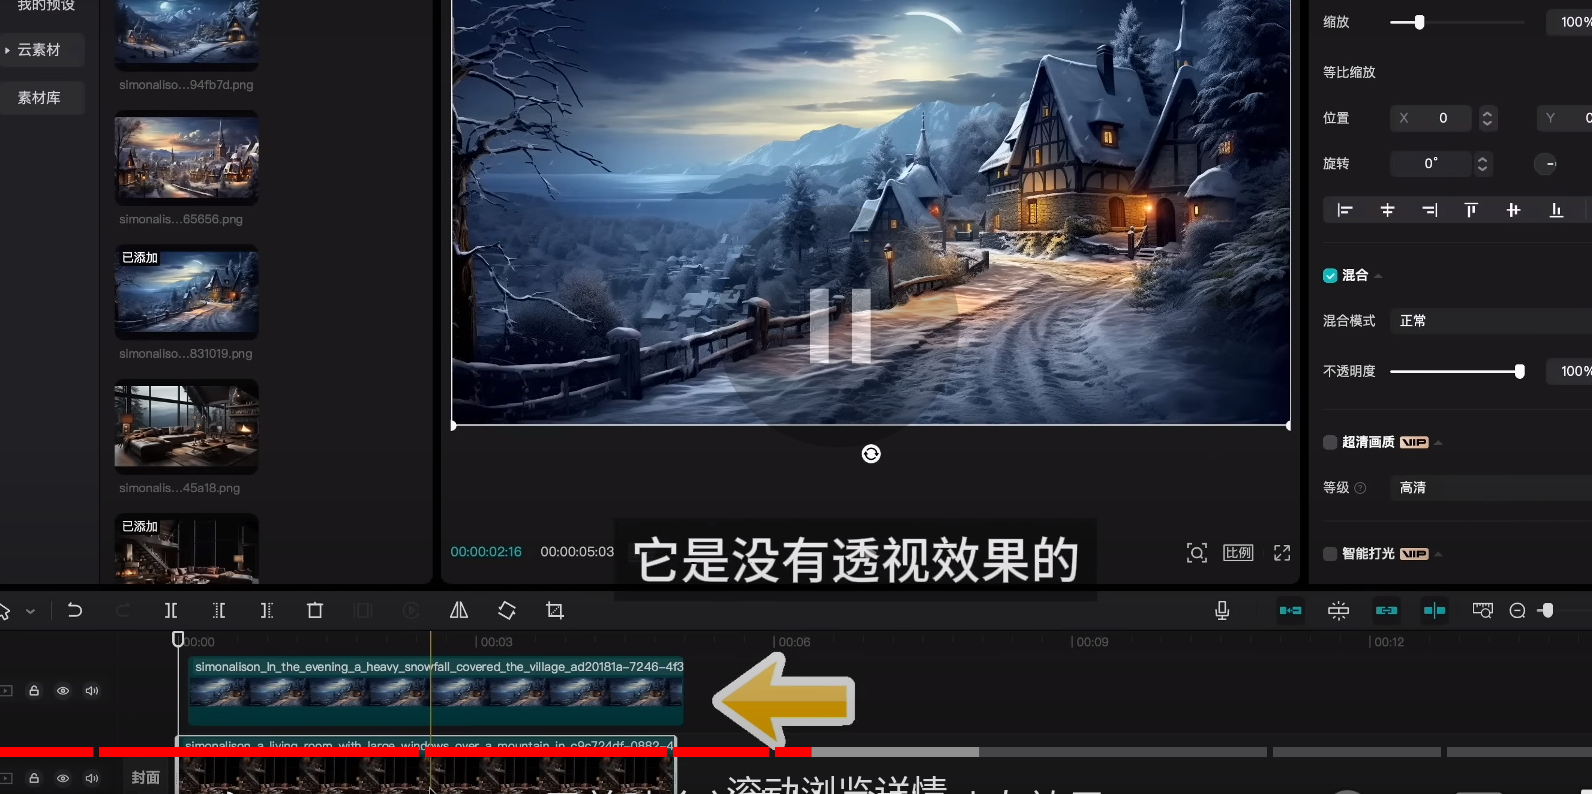 我的预设
云素材
素材库
simonaliso...94fb7d.png
simonalis...65656.png
已添加
simonaliso...831019.png
simonalis...45a18.png
已添加
00:00:02:16
00:00:05:03
比例
它是没有透视效果的
缩放
100%
等比缩放
位置
X 0
Y 0
旋转
0°
混合
混合模式
正常
不透明度
100%
超清画质 VIP
等级
高清
智能打光 VIP
00:00
00:03
00:06
00:09
00:12
simonalison_In_the_evening_a_heavy_snowfall_covered_the_village_ad20181a-7246-4f3
simonalison_a_living_room_with_large_windows_over_a_mountain_in_c9c724df-0882-4
封面
滚动浏览详情